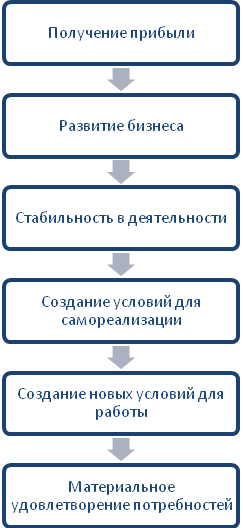 Получение прибыли
Развитие бизнеса
Стабильность в деятельности
Создание условий для
самореализации
Создание новых условий для
работы
Материальное
удовлетворение потребностей